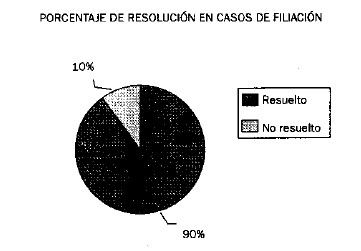 PORCENTAJE DE RESOLUCIÓN EN CASOS DE FILIACIÓN
10%
Resuelto
No resuelto
90%